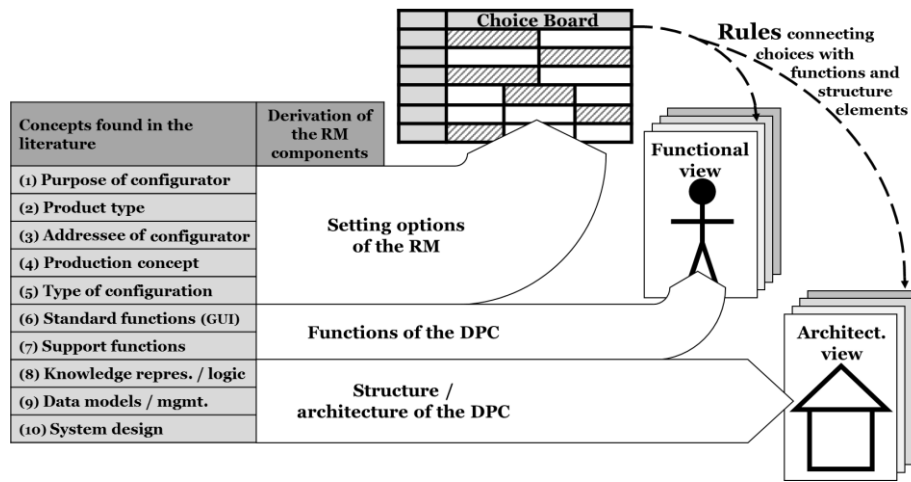 Choice Board
Rules connecting
choices with
functions and
structure
elements
Concepts found in the
literature
Derivation of
the RM
components
(1) Purpose of configurator
(2) Product type
(3) Addressee of configurator
(4) Production concept
(5) Type of configuration
(6) Standard functions (GUI)
(7) Support functions
(8) Knowledge repres. / logic
(9) Data models / mgmt.
(10) System design
Setting options
of the RM
Functions of the DPC
Structure /
architecture of the DPC
Functional
view
Architect.
view